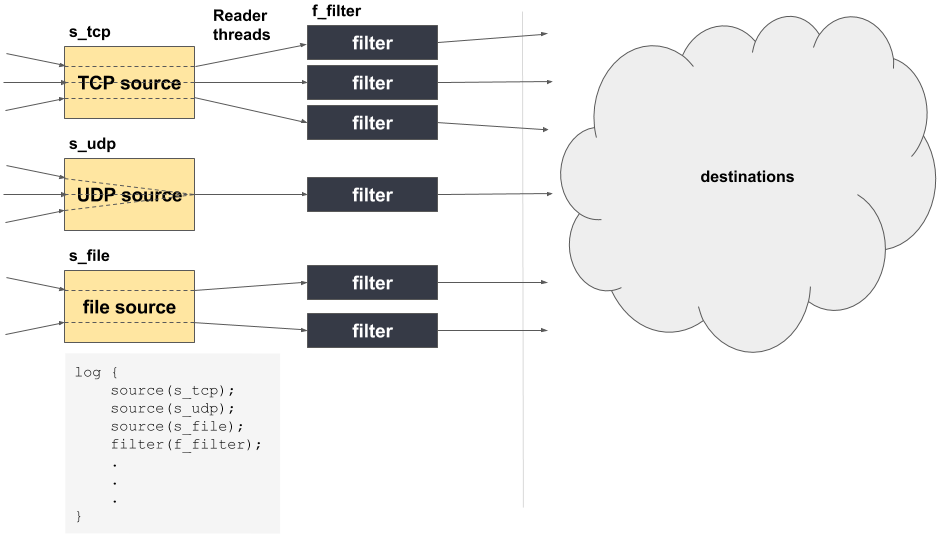 Reader
threads
f_filter
s_tcp
TCP source
filter
filter
filter
s_udp
UDP source
filter
s_file
file source
filter
filter
destinations
log {
    source(s_tcp);
    source(s_udp);
    source(s_file);
    filter(f_filter);
    .
    .
    .
}